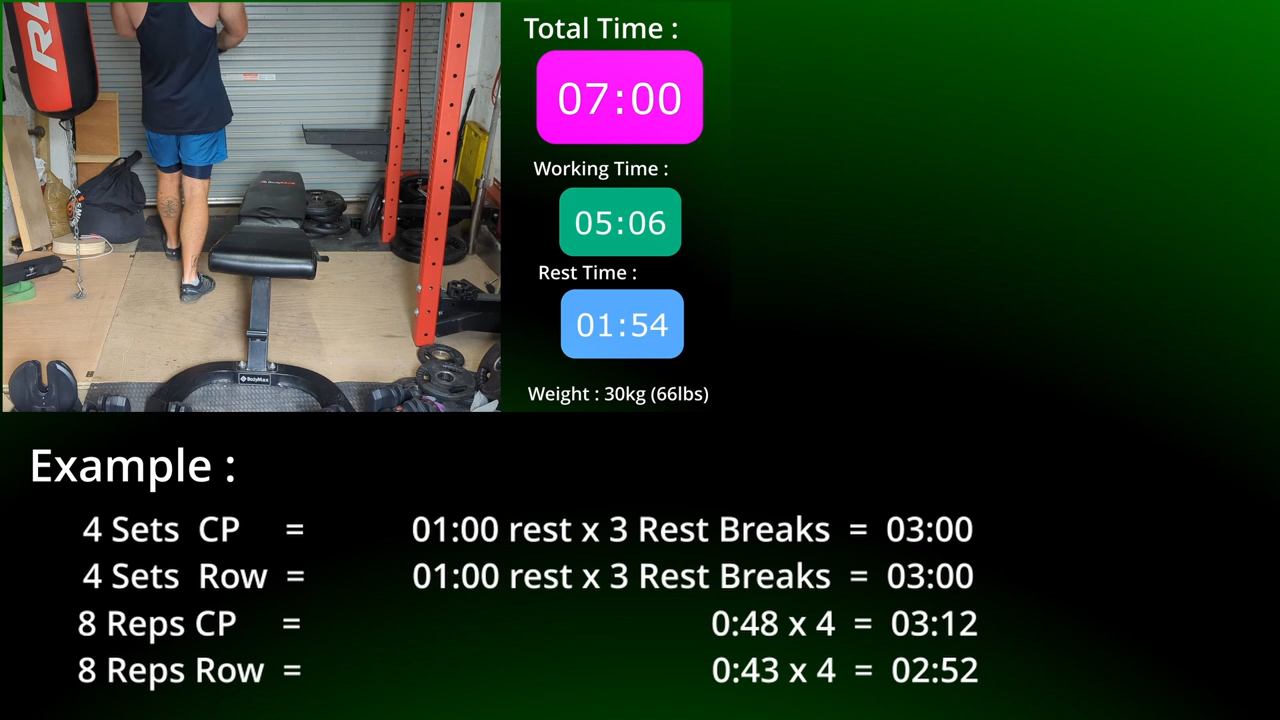 Total Time :
07:00
Working Time :
05:06
Rest Time :
01:54
Weight : 30kg (66lbs)
BodyMax
Example :
4 Sets CP = 01:00 rest x 3 Rest Breaks = 03:00
4 Sets Row = 01:00 rest x 3 Rest Breaks = 03:00
8 Reps CP = 0:48 x 4 = 03:12
8 Reps Row = 0:43 x 4 = 02:52